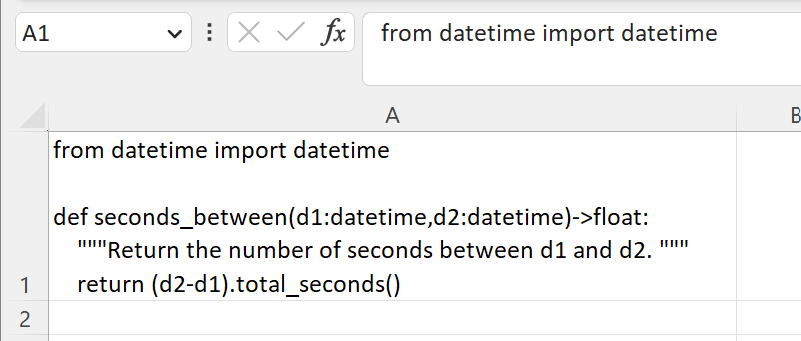 A1
fx
from datetime import datetime
A
B
from datetime import datetime
def seconds_between(d1:datetime,d2:datetime)->float:
"""Return the number of seconds between d1 and d2. """
1
return (d2-d1).total_seconds()
2